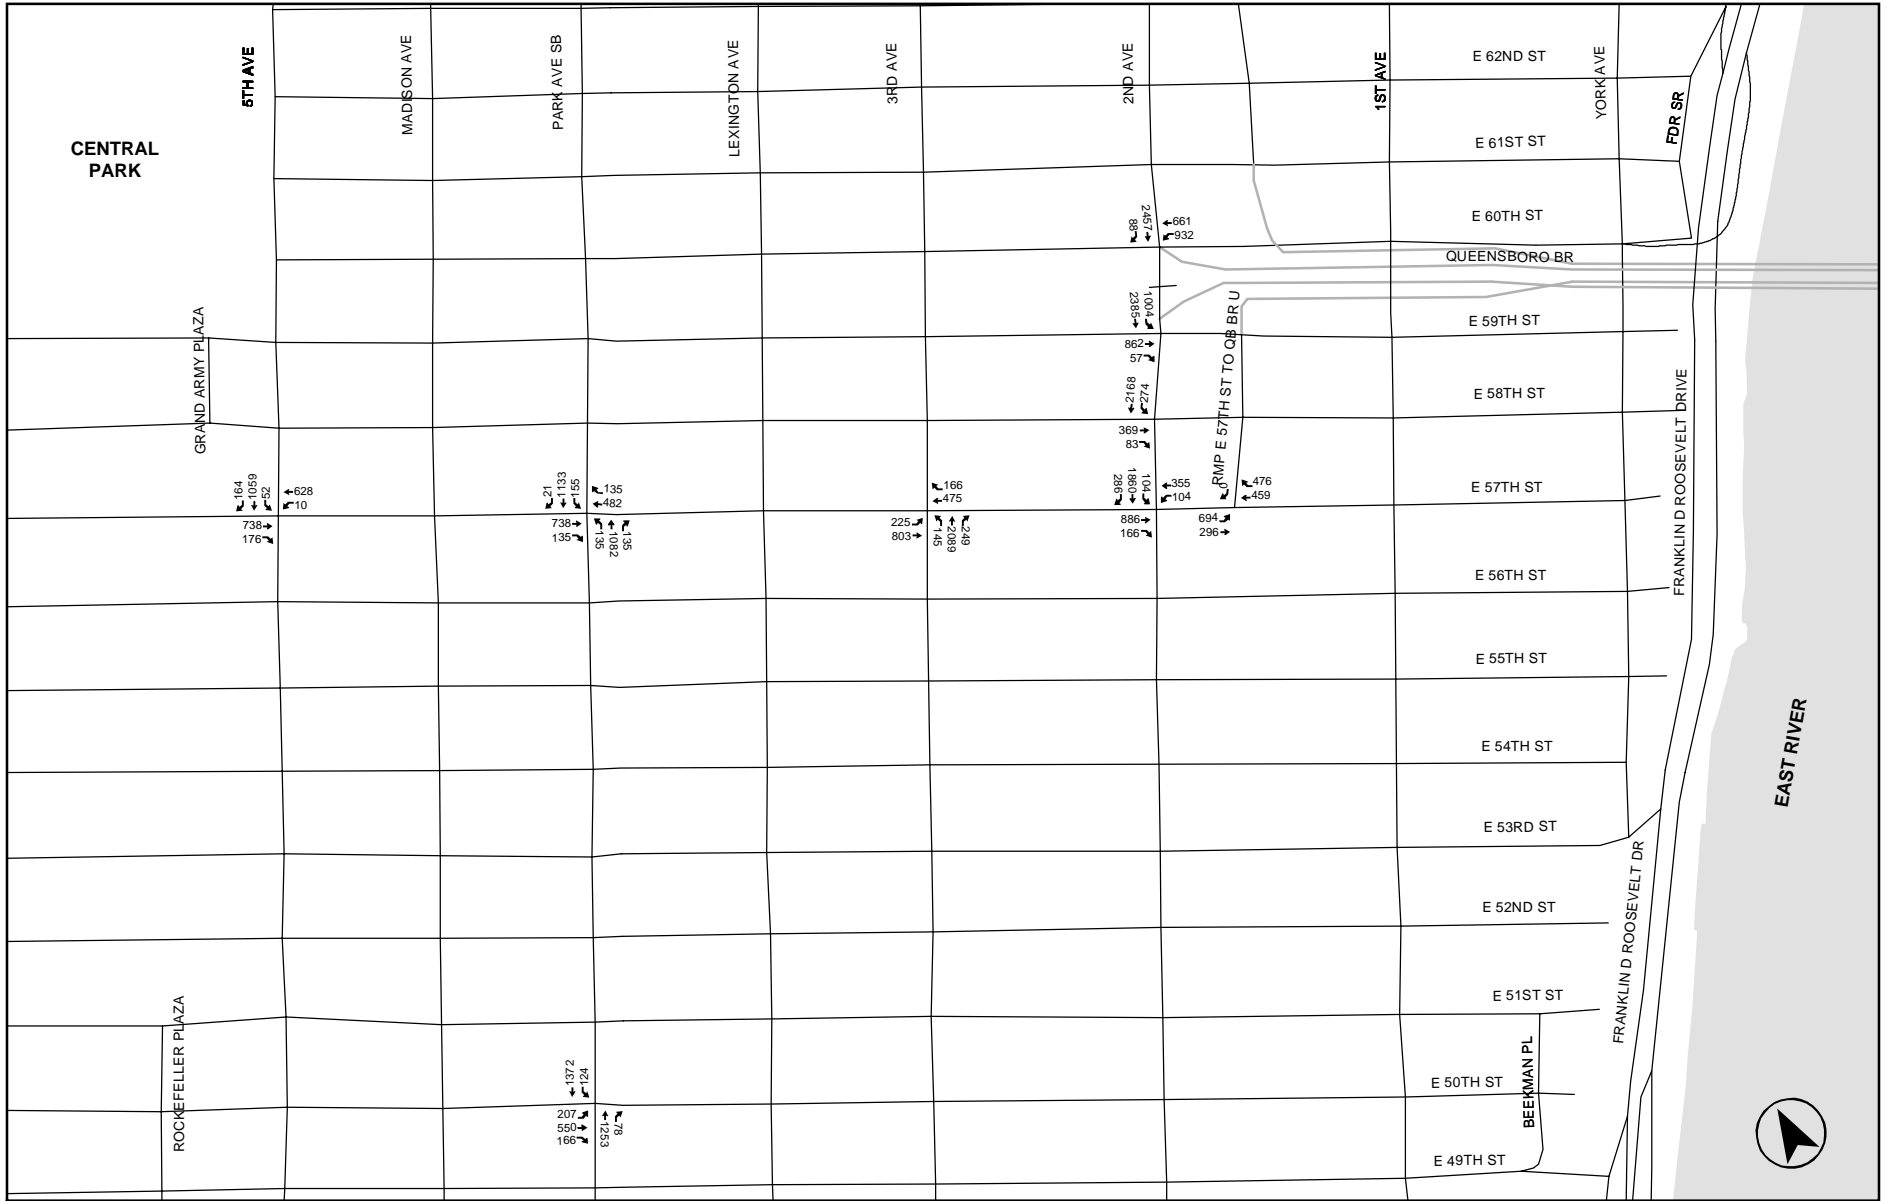 5TH AVE
MADISON AVE
PARK AVE SB
LEXINGTON AVE
3RD AVE
2ND AVE
1ST AVE
YORK AVE
FDR SR
E 62ND ST
CENTRAL
PARK
E 61ST ST
E 60TH ST
2457
88
661
932
QUEENSBORO BR
1004
2385
E 59TH ST
GRAND ARMY PLAZA
862
57
RMP E 57TH ST TO QB BR U
2168
274
E 58TH ST
FRANKLIN D ROOSEVELT DRIVE
369
83
164
1059
52
628
10
738
176
21
1133
155
135
482
738
135
135
1082
135
166
475
225
803
145
2089
249
286
1860
104
355
104
886
166
0
476
459
694
296
E 57TH ST
E 56TH ST
E 55TH ST
E 54TH ST
EAST RIVER
E 53RD ST
E 52ND ST
FRANKLIN D ROOSEVELT DR
E 51ST ST
ROCKEFELLER PLAZA
1372
124
207
550
166
1253
78
E 50TH ST
BEEKMAN PL
E 49TH ST